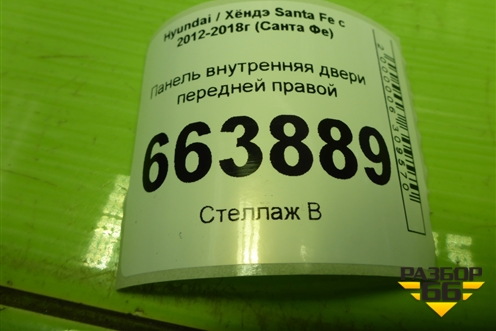 Hyundai / Хёндэ Santa Fe с
2012-2018г (Санта Фе)
Панель внутренняя двери
передней правой
663889
Стеллаж В
РАЗБОР
66